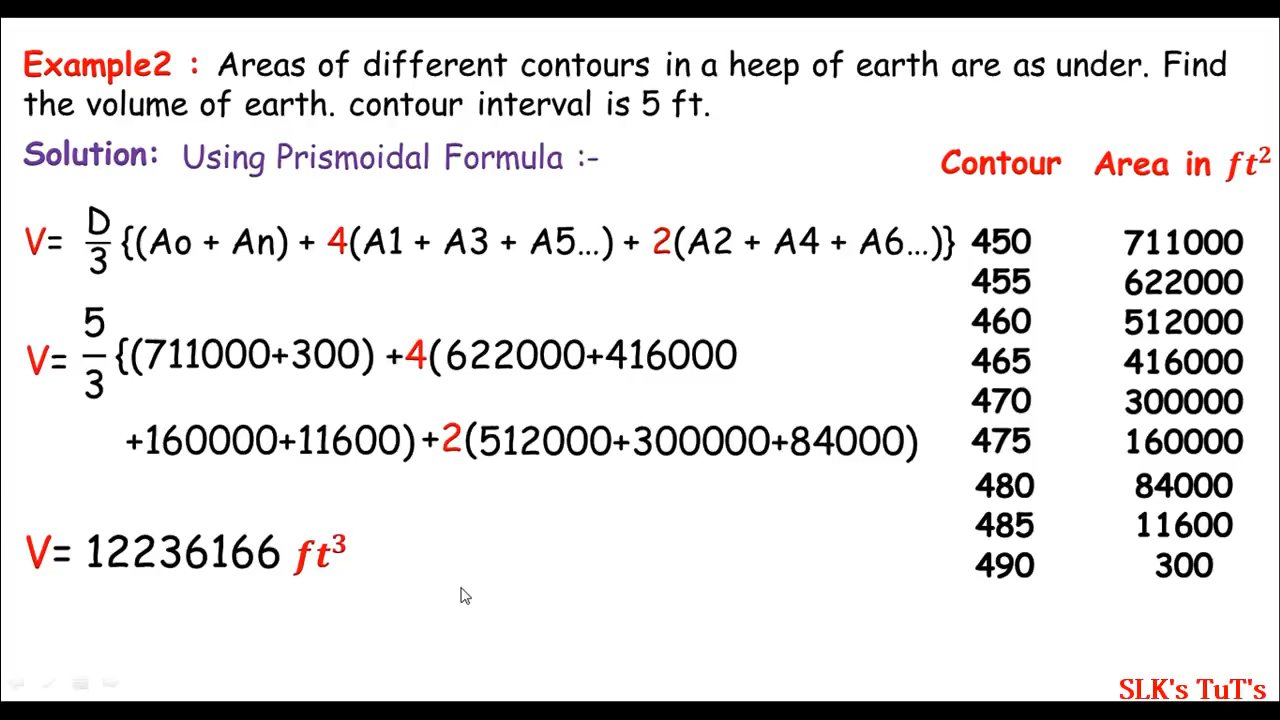 Example2 : Areas of different contours in a heep of earth are as under. Find
the volume of earth. contour interval is 5 ft.
Solution: Using Prismoidal Formula :-
V= D/3 {(Ao + An) + 4(A1 + A3 + A5...) + 2(A2 + A4 + A6...)}
V= 5/3 {(711000+300) +4(622000+416000
+160000+11600) +2(512000+300000+84000)
V= 12236166 ft³
Contour Area in ft²
450 711000
455 622000
460 512000
465 416000
470 300000
475 160000
480 84000
485 11600
490 300
SLK's TuT's